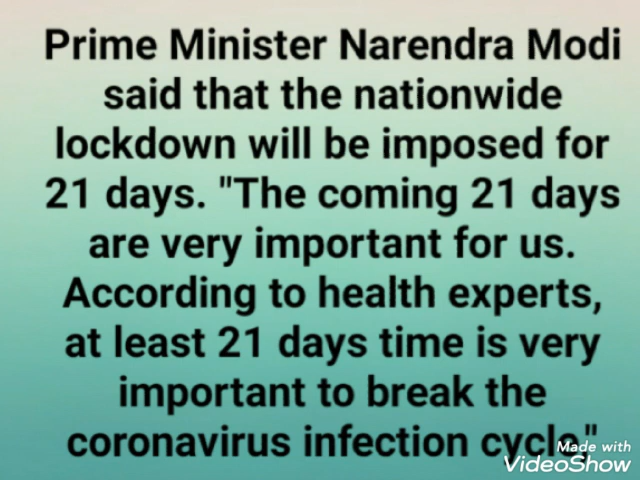 Prime Minister Narendra Modi
said that the nationwide
lockdown will be imposed for
21 days. "The coming 21 days
are very important for us.
According to health experts,
at least 21 days time is very
important to break the
coronavirus infection cycle"
Made with
VideoShow